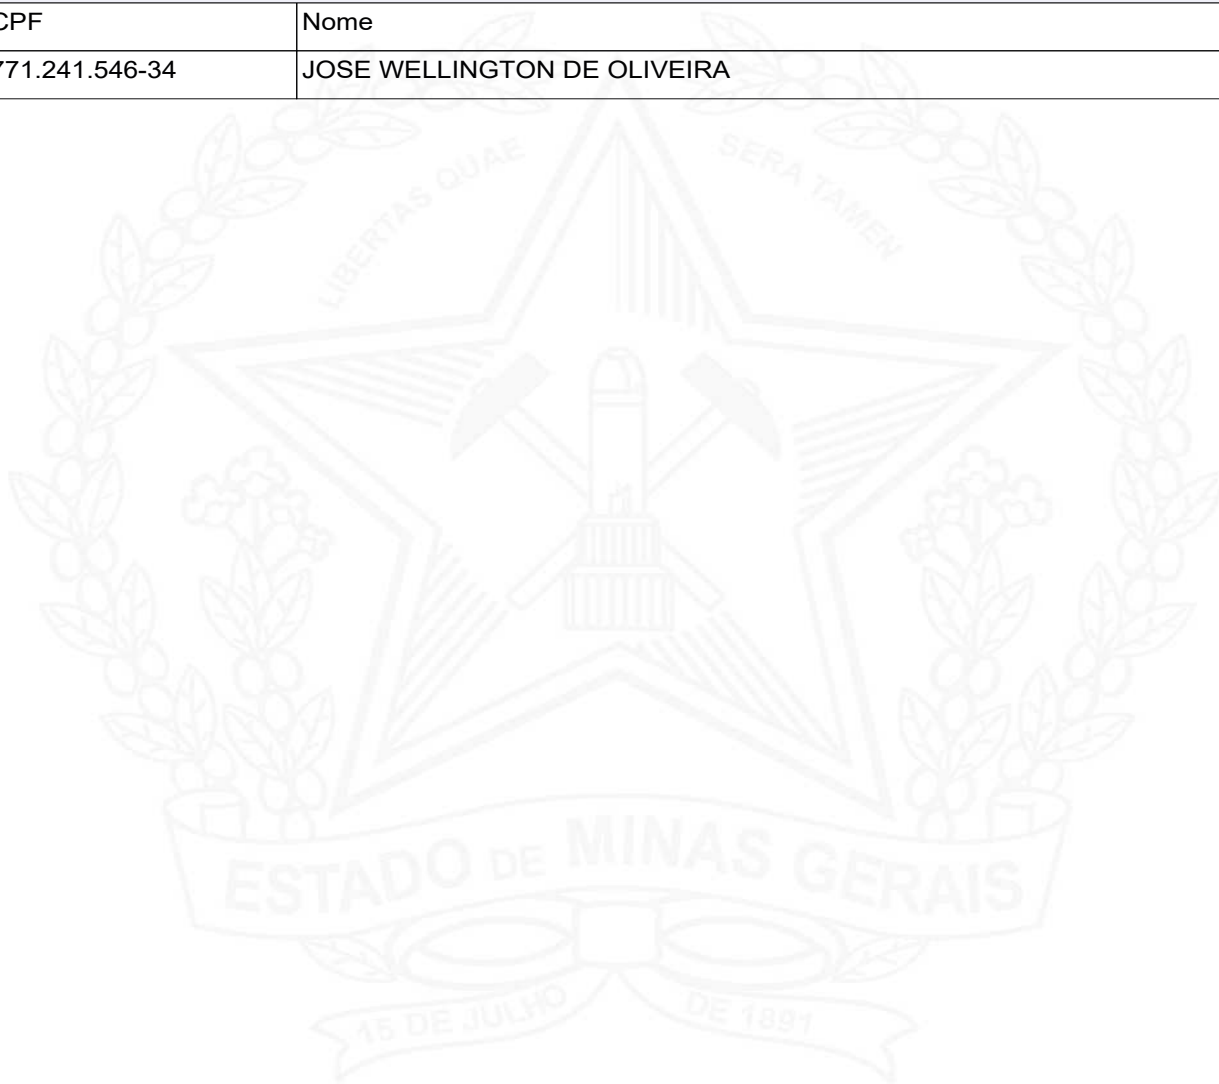 CPF Nome
771.241.546-34 JOSE WELLINGTON DE OLIVEIRA
LIBERTAS QUAE SERA TAMEN
ESTADO DE MINAS GERAIS
15 DE JULHO DE 1891